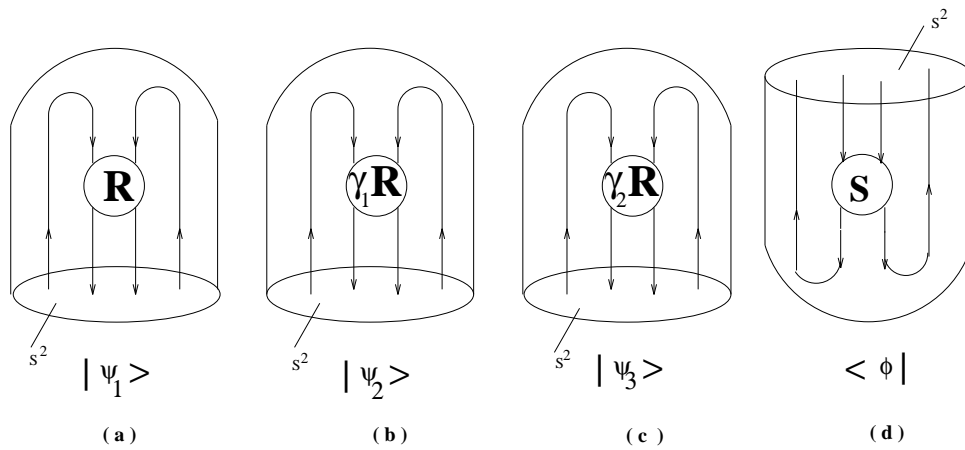 s²
R
γ₁R
γ₂R
S
s² s² s²
| ψ₁ > | ψ₂ > | ψ₃ > < ϕ |
( a ) ( b ) ( c ) ( d )